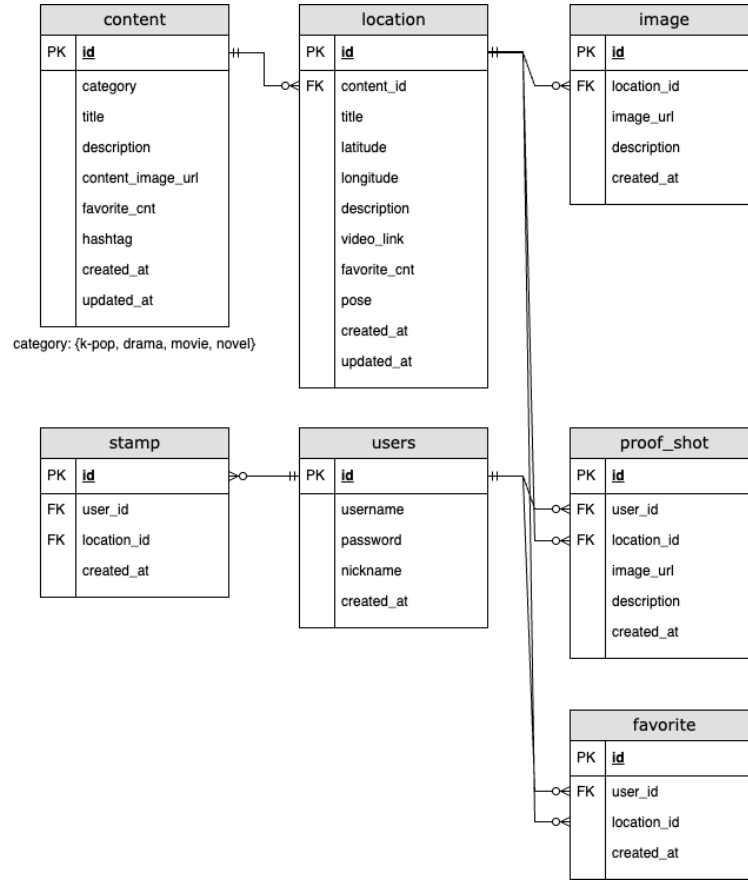 content
PK id
category
title
description
content_image_url
favorite_cnt
hashtag
created_at
updated_at
category: {k-pop, drama, movie, novel}
location
PK id
FK content_id
title
latitude
longitude
description
video_link
favorite_cnt
pose
created_at
updated_at
image
PK id
FK location_id
image_url
description
created_at
stamp
PK id
FK user_id
FK location_id
created_at
users
PK id
username
password
nickname
created_at
proof_shot
PK id
FK user_id
FK location_id
image_url
description
created_at
favorite
PK id
FK user_id
location_id
created_at